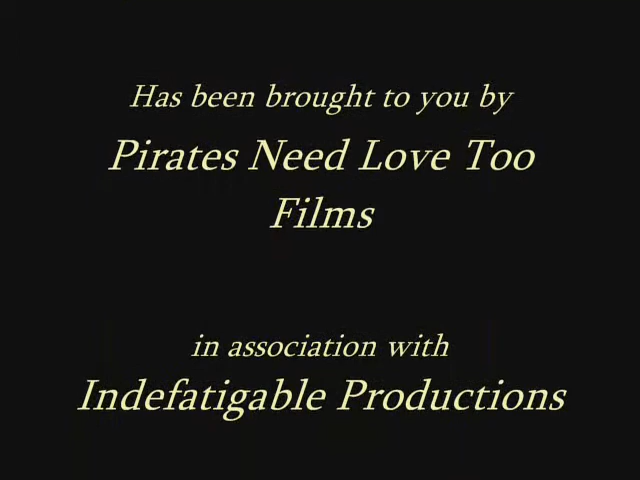 Has been brought to you by
Pirates Need Love Too
Films
in association with
Indefatigable Productions